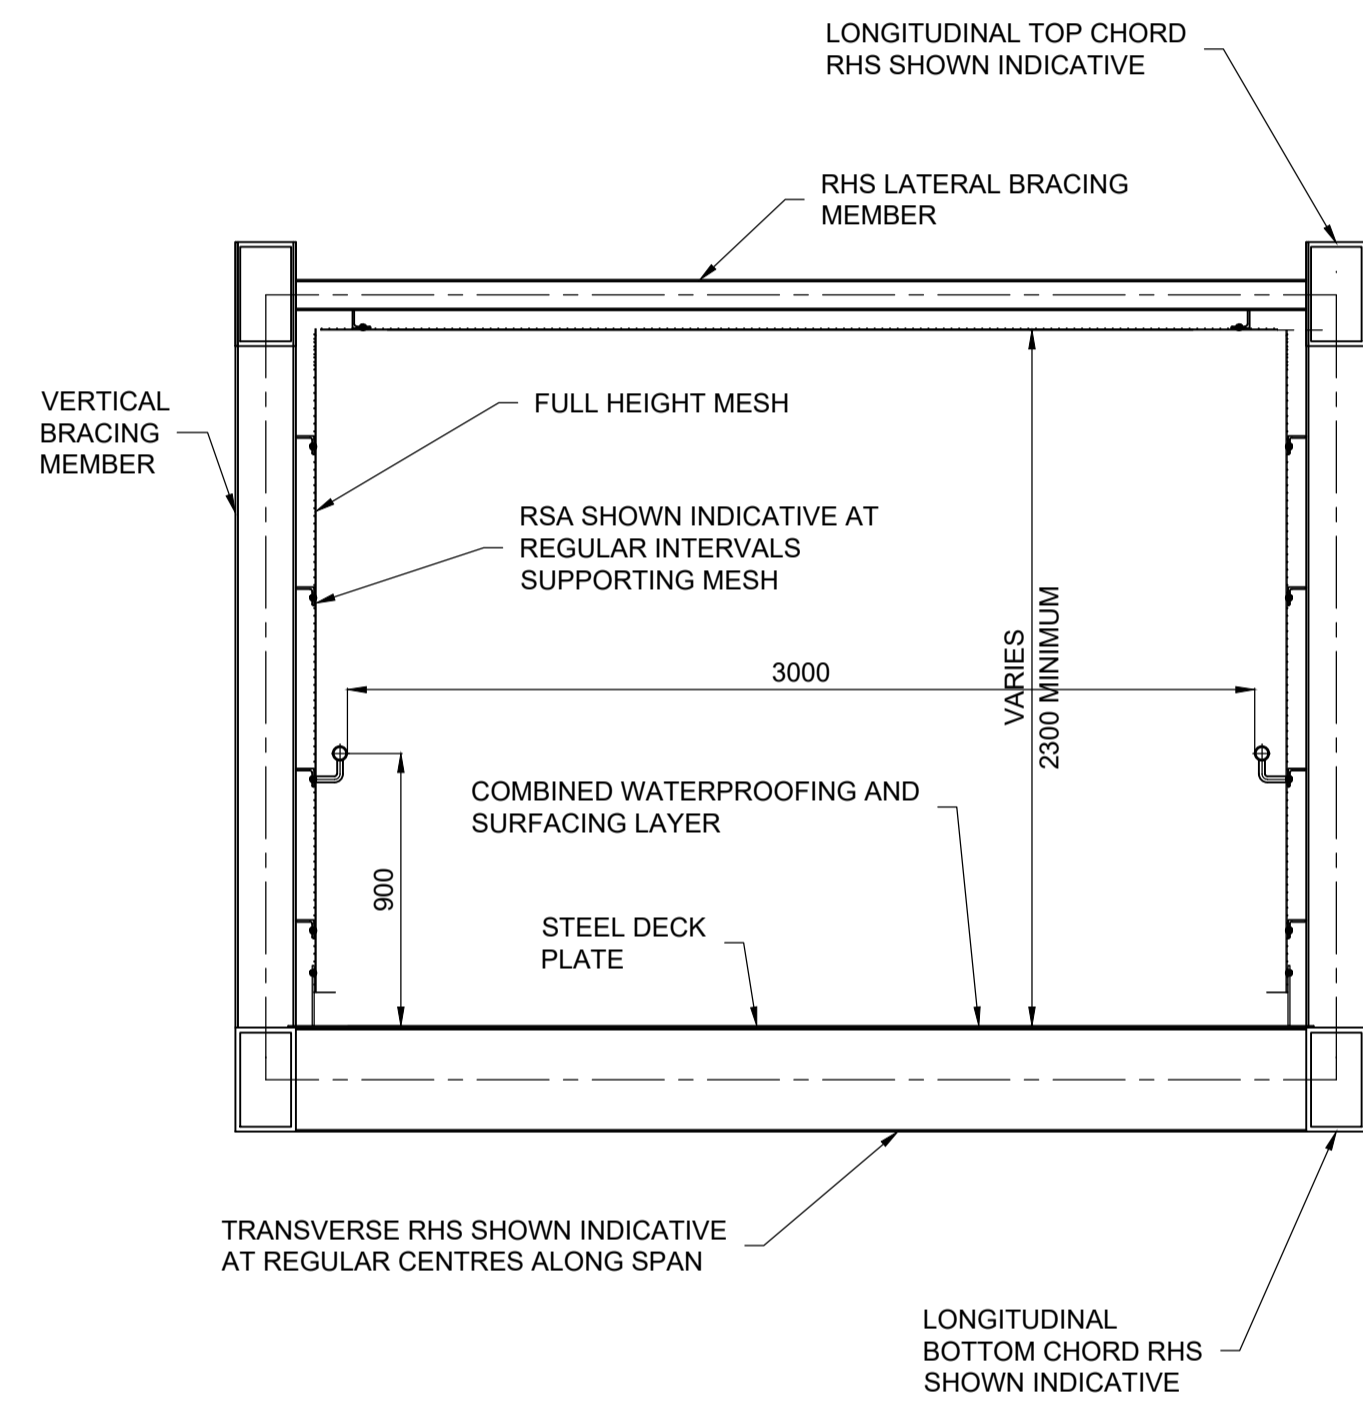 LONGITUDINAL TOP CHORD
RHS SHOWN INDICATIVE
RHS LATERAL BRACING
MEMBER
VERTICAL
BRACING
MEMBER
FULL HEIGHT MESH
RSA SHOWN INDICATIVE AT
REGULAR INTERVALS
SUPPORTING MESH
3000
VARIES
2300 MINIMUM
COMBINED WATERPROOFING AND
SURFACING LAYER
900
STEEL DECK
PLATE
TRANSVERSE RHS SHOWN INDICATIVE
AT REGULAR CENTRES ALONG SPAN
LONGITUDINAL
BOTTOM CHORD RHS
SHOWN INDICATIVE